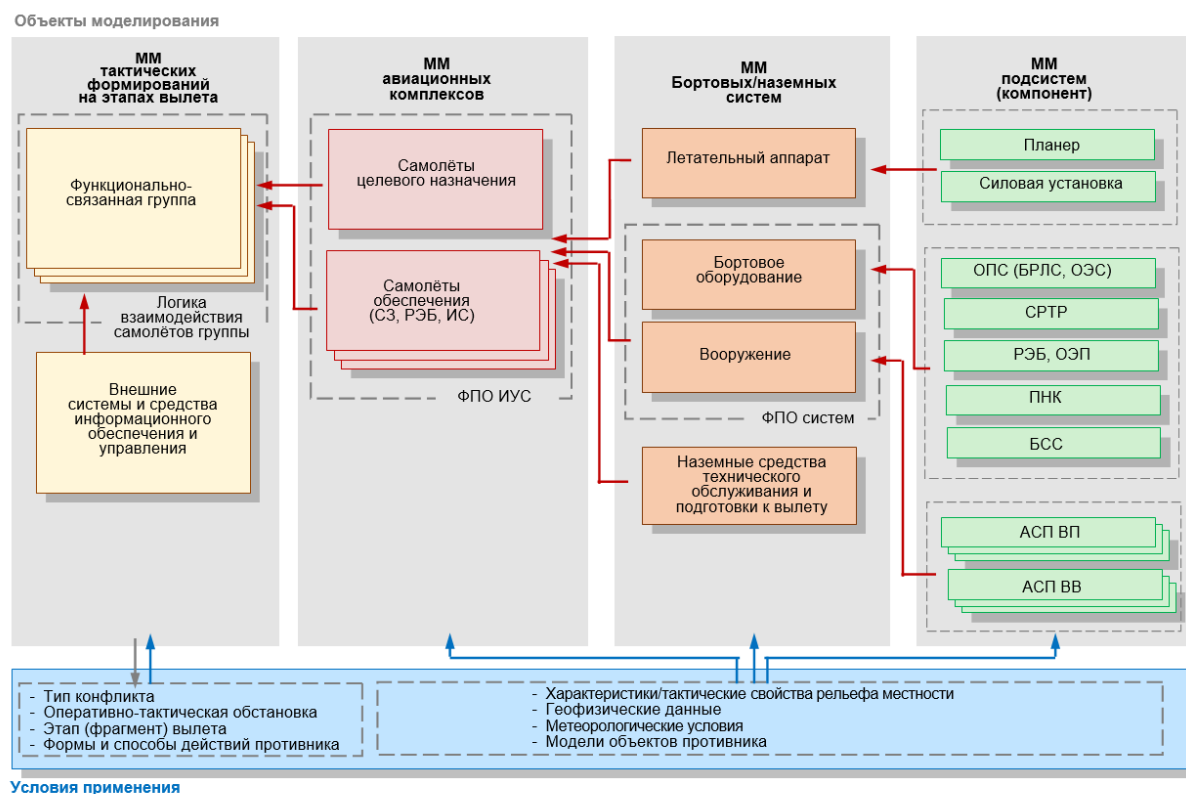 Объекты моделирования
ММ
тактических
формирований
на этапах вылета
Функционально-
связанная группа
Логика
взаимодействия
самолётов группы
Внешние
системы и средства
информационного
обеспечения и
управления
ММ
авиационных
комплексов
Самолёты
целевого назначения
Самолёты
обеспечения
(СЗ, РЭБ, ИС)
ФПО ИУС
ММ
Бортовых/наземных
систем
Летательный аппарат
Бортовое
оборудование
Вооружение
ФПО систем
Наземные средства
технического
обслуживания и
подготовки к вылету
ММ
подсистем
(компонент)
Планер
Силовая установка
ОПС (БРЛС, ОЭС)
СРТР
РЭБ, ОЭП
ПНК
БСС
АСП ВП
АСП ВВ
- Тип конфликта
- Оперативно-тактическая обстановка
- Этап (фрагмент) вылета
- Формы и способы действий противника
- Характеристики/тактические свойства рельефа местности
- Геофизические данные
- Метеорологические условия
- Модели объектов противника
Условия применения